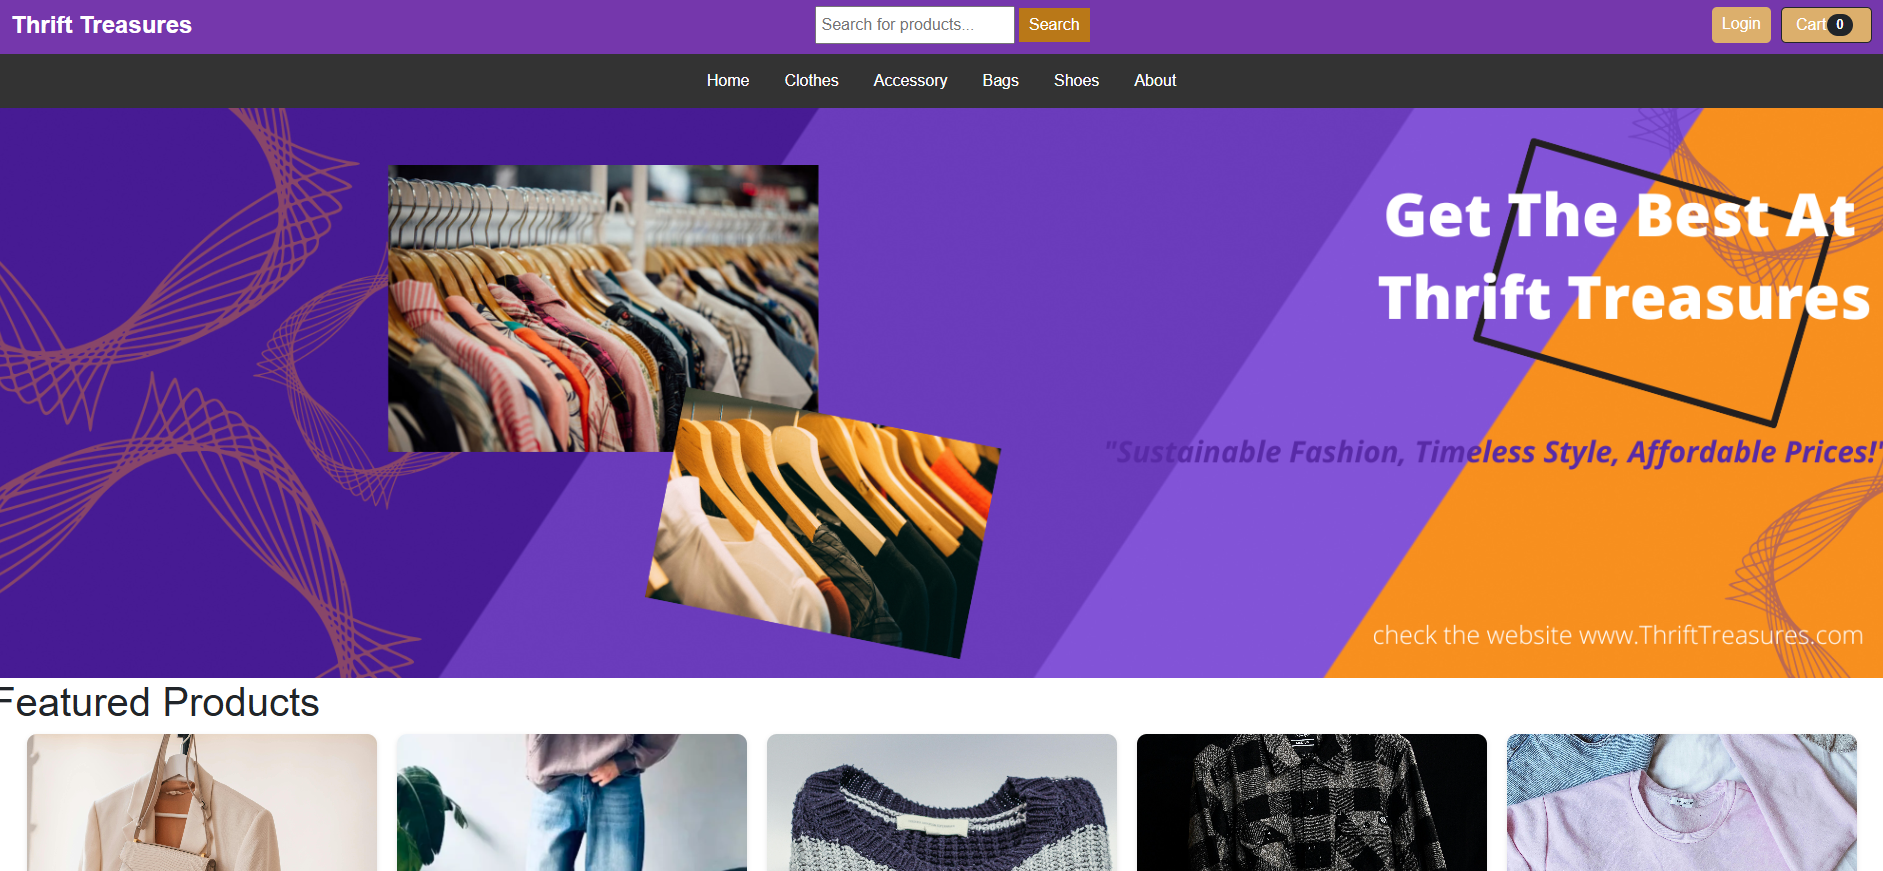 Thrift Treasures
Search for products...
Search
Login
Cart 0
Home
Clothes
Accessory
Bags
Shoes
About
Get The Best At
Thrift Treasures
"Sustainable Fashion, Timeless Style, Affordable Prices!"
check the website www.ThriftTreasures.com
Featured Products